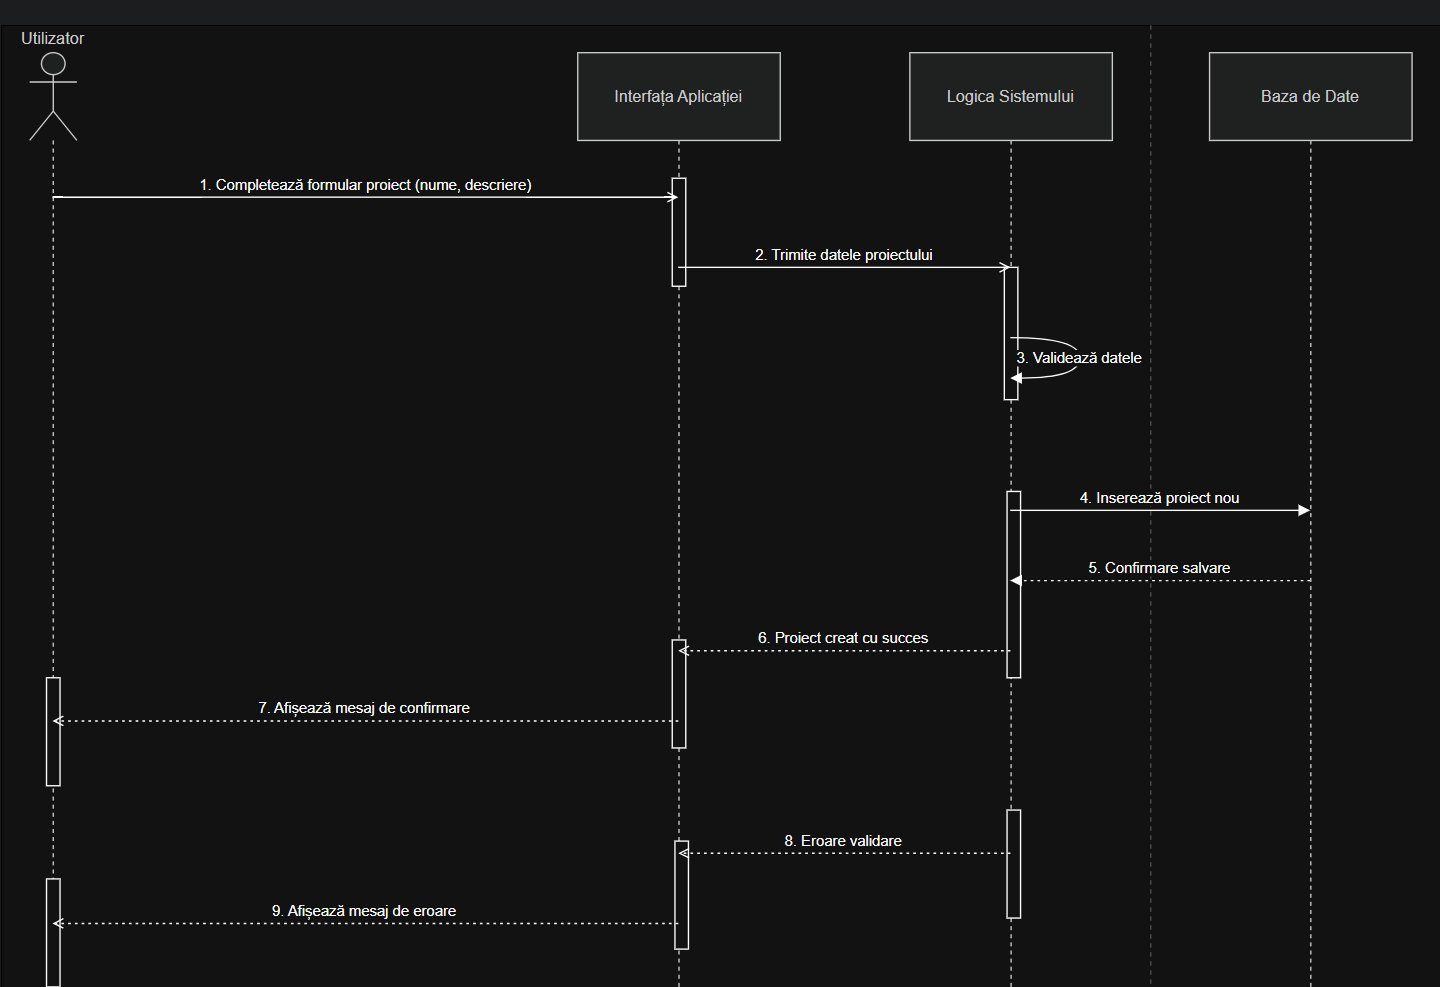 Utilizator
Interfața Aplicației
Logica Sistemului
Baza de Date
1. Completează formular proiect (nume, descriere)
2. Trimite datele proiectului
3. Validează datele
4. Inserează proiect nou
5. Confirmare salvare
6. Proiect creat cu succes
7. Afișează mesaj de confirmare
8. Eroare validare
9. Afișează mesaj de eroare